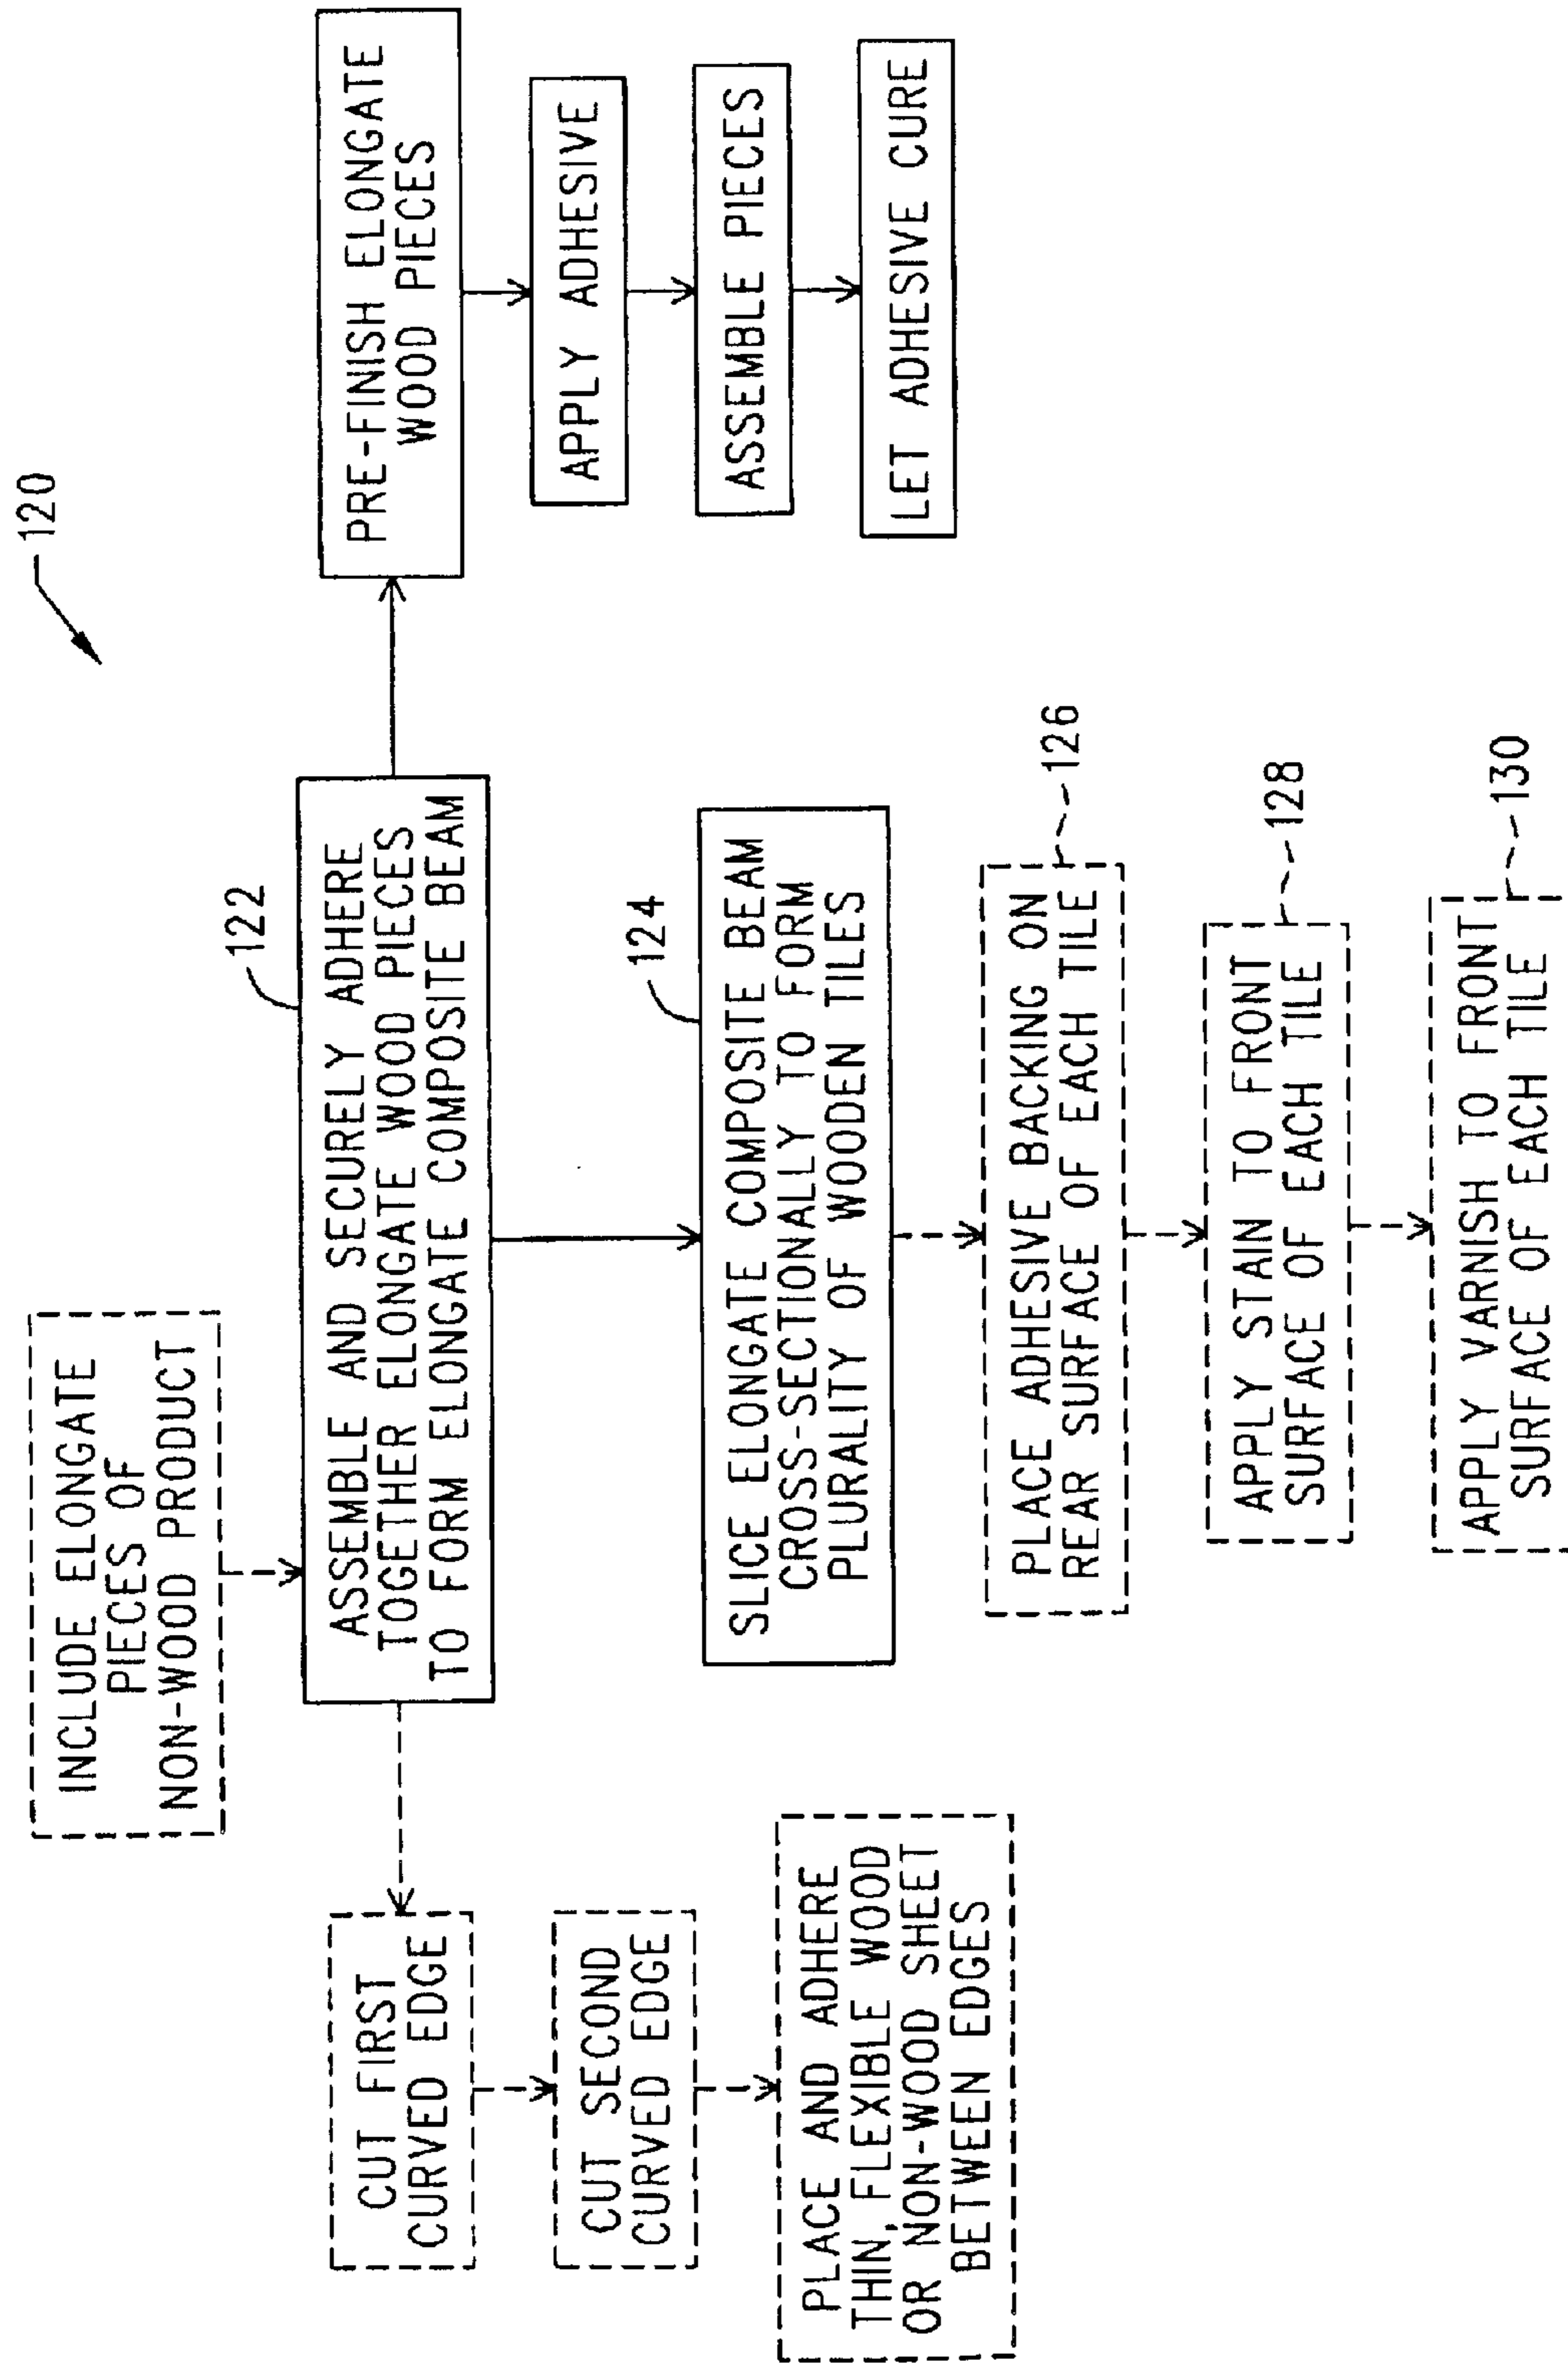 120
INCLUDE ELONGATE
PIECES OF
NON-WOOD PRODUCT
122
ASSEMBLE AND SECURELY ADHERE
TOGETHER ELONGATE WOOD PIECES
TO FORM ELONGATE COMPOSITE BEAM
PRE-FINISH ELONGATE
WOOD PIECES
APPLY ADHESIVE
ASSEMBLE PIECES
LET ADHESIVE CURE
CUT FIRST
CURVED EDGE
CUT SECOND
CURVED EDGE
PLACE AND ADHERE
THIN, FLEXIBLE WOOD
OR NON-WOOD SHEET
BETWEEN EDGES
124
SLICE ELONGATE COMPOSITE BEAM
CROSS-SECTIONALLY TO FORM
PLURALITY OF WOODEN TILES
126
PLACE ADHESIVE BACKING ON
REAR SURFACE OF EACH TILE
128
APPLY STAIN TO FRONT
SURFACE OF EACH TILE
130
APPLY VARNISH TO FRONT
SURFACE OF EACH TILE